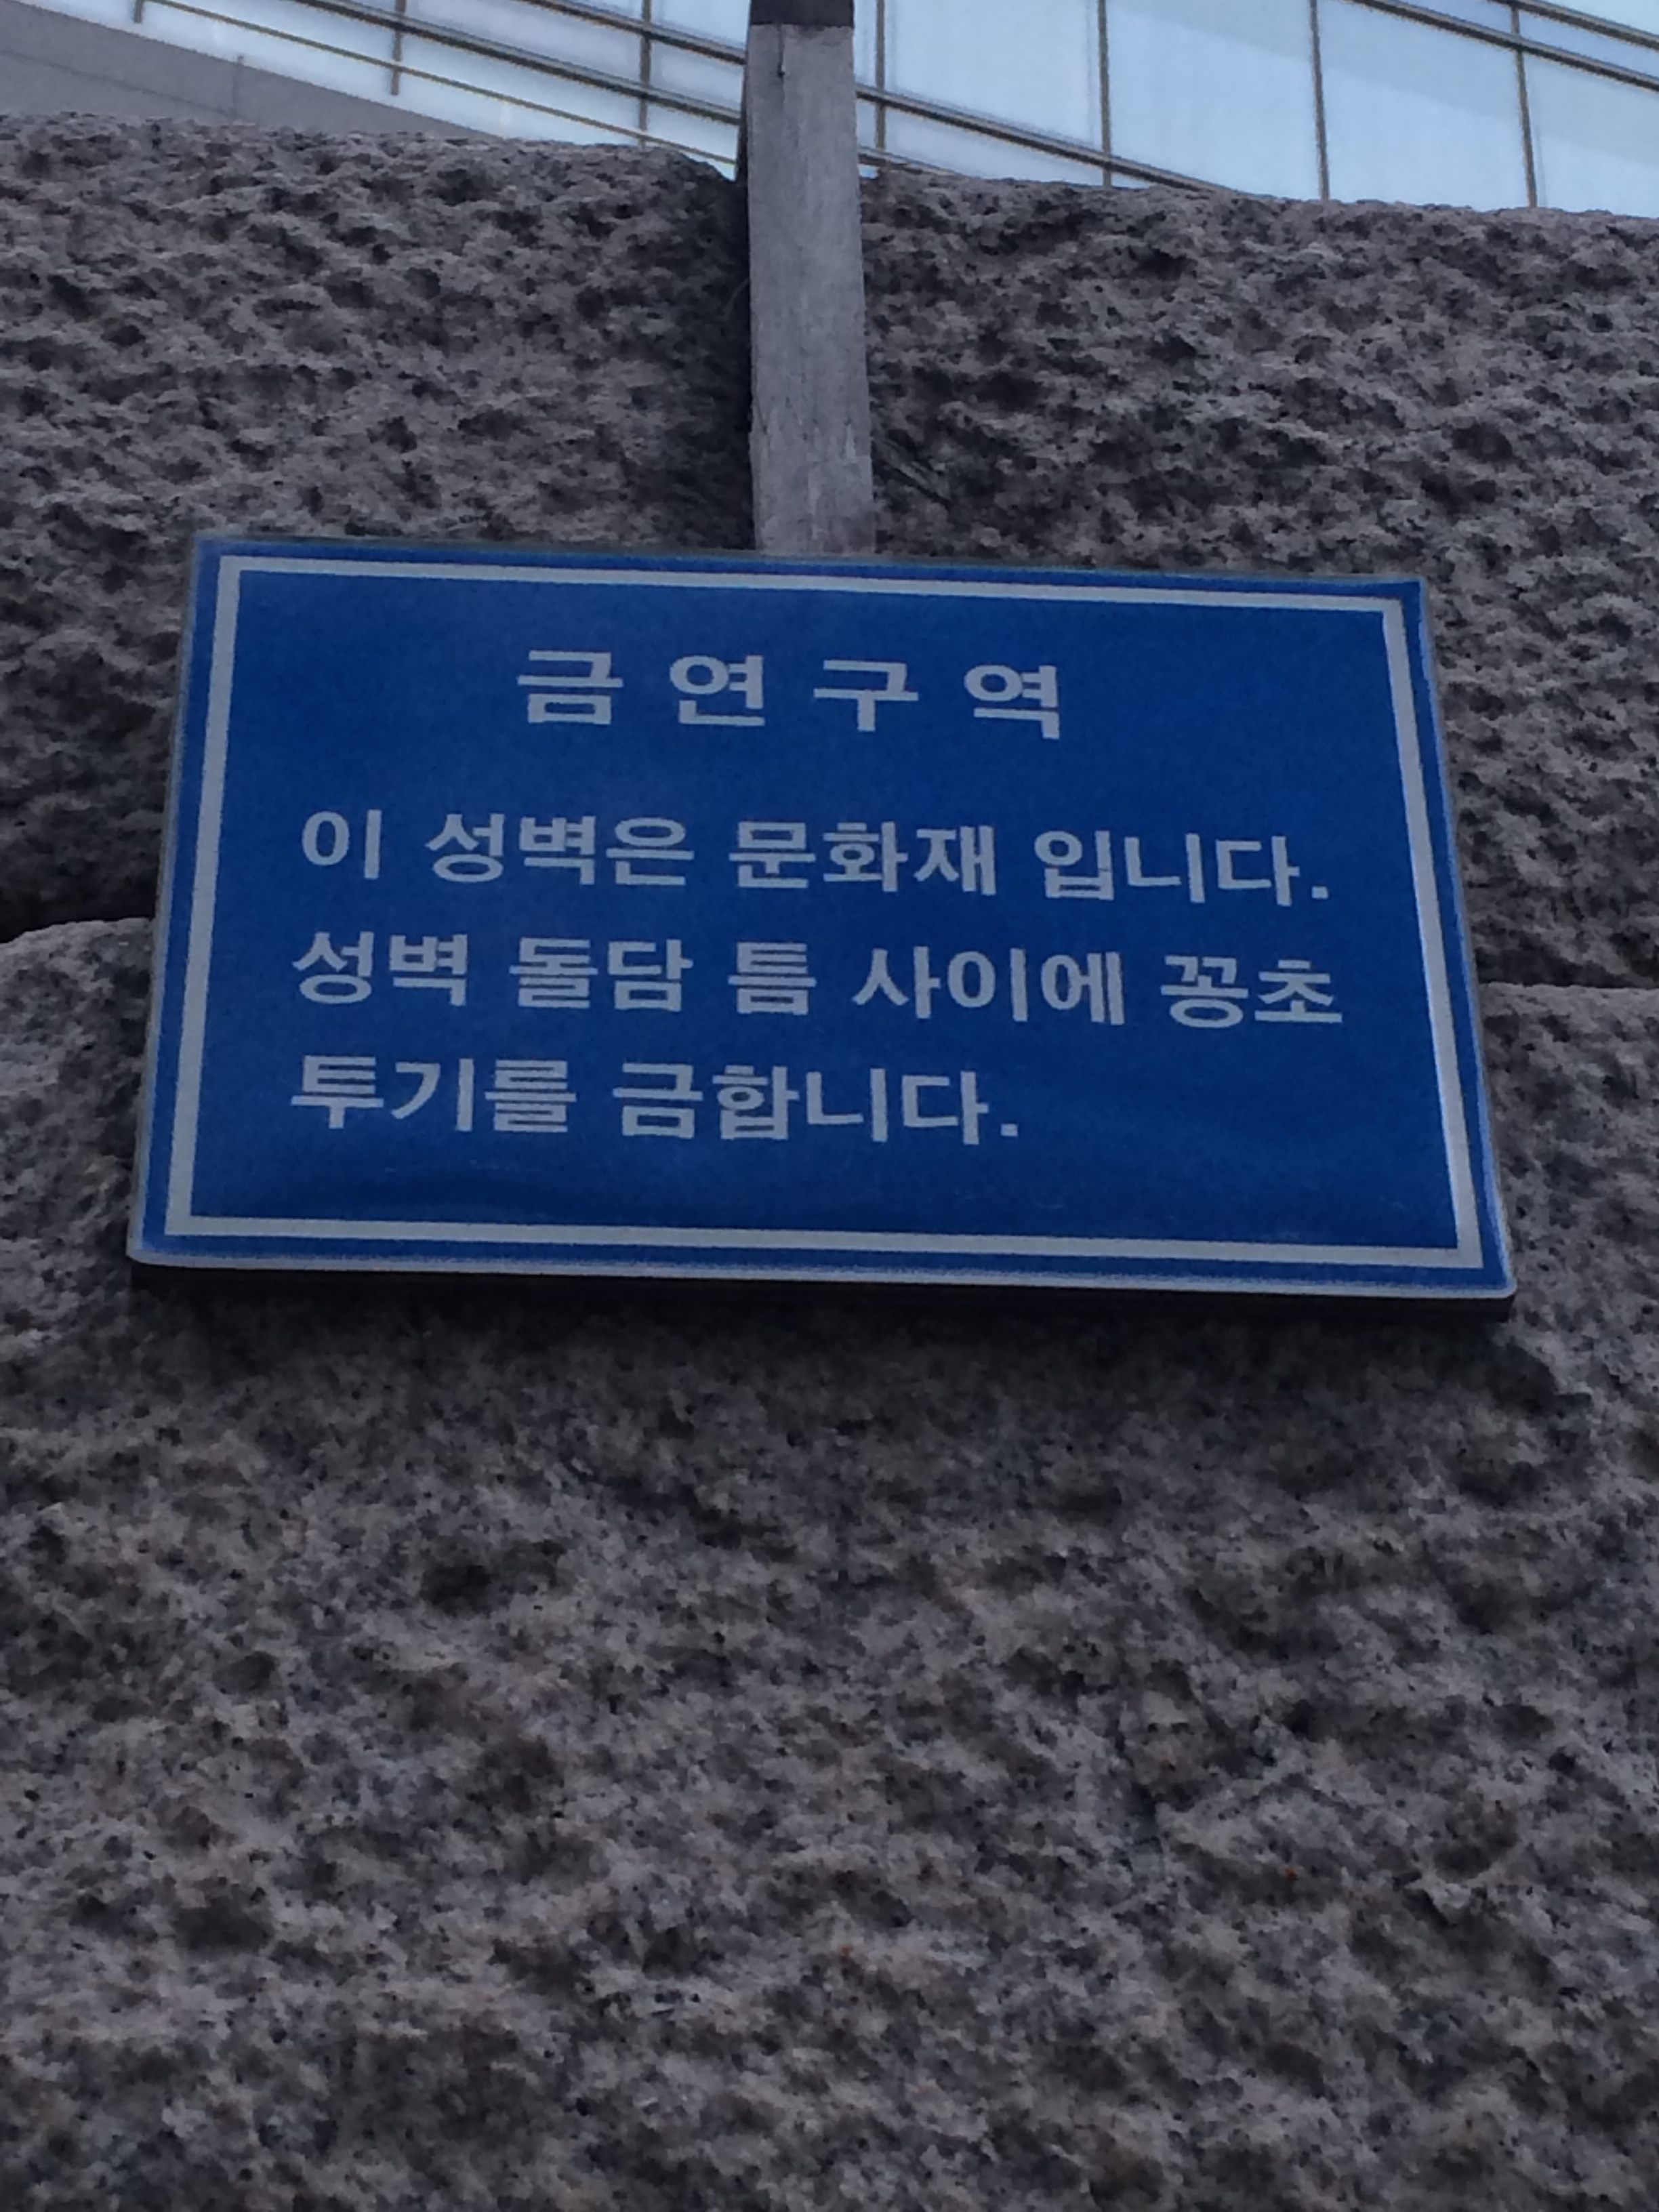 금연구역
이 성벽은 문화재 입니다.
성벽 돌담 틈 사이에 꽁초
투기를 금합니다.